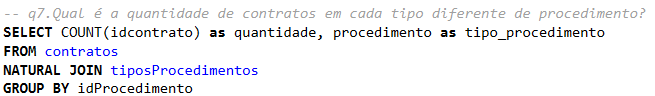 -- q7.Qual é a quantidade de contratos em cada tipo diferente de procedimento?
SELECT COUNT(idcontrato) as quantidade, procedimento as tipo_procedimento
FROM contratos
NATURAL JOIN tiposProcedimentos
GROUP BY idProcedimento